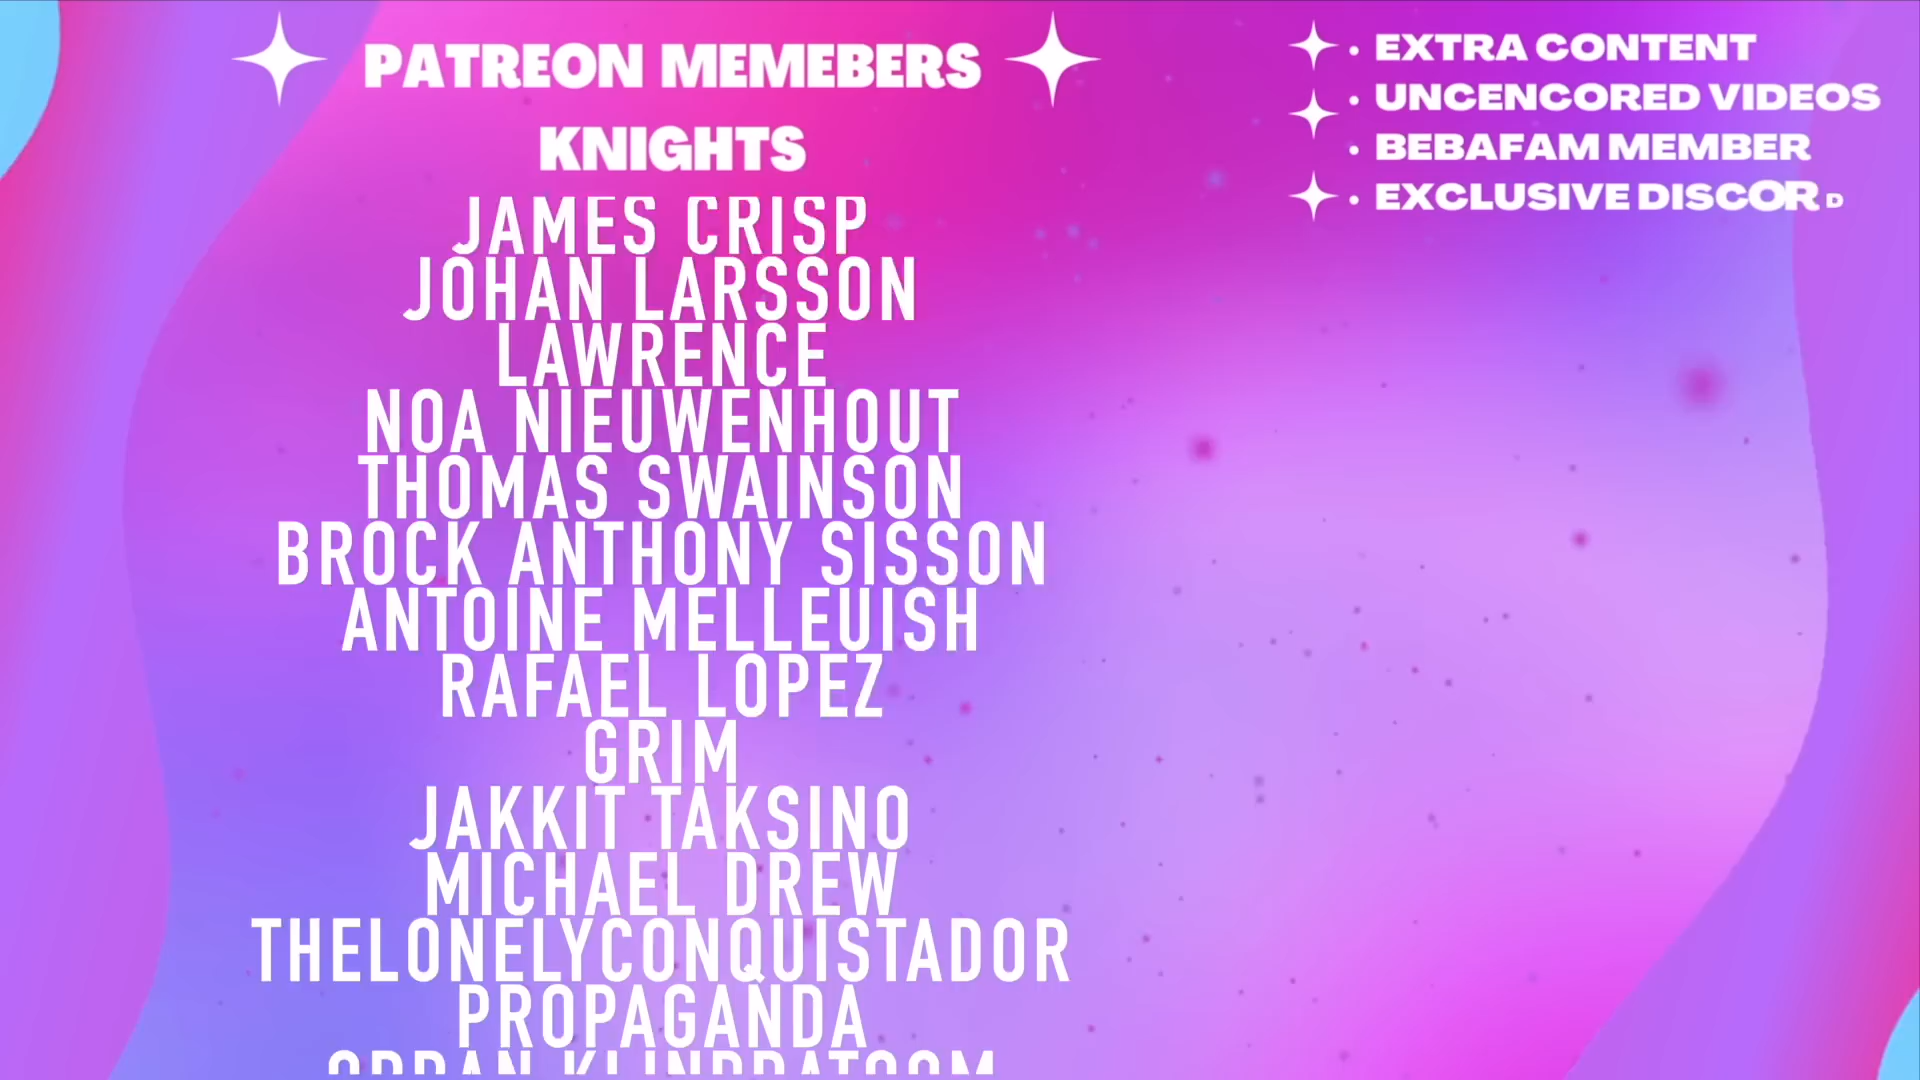 PATREON MEMEBERS
KNIGHTS
JAMES CRISP
JOHAN LARSSON
LAWRENCE
NOA NIEUWENHOUT
THOMAS SWAINSON
BROCK ANTHONY SISSON
ANTOINE MELLEUISH
RAFAEL LOPEZ
GRIM
JAKKIT TAKSINO
MICHAEL DREW
THELONELYCONQUISTADOR
PROPAGANDA
• EXTRA CONTENT
• UNCENCORED VIDEOS
• BEBAFAM MEMBER
• EXCLUSIVE DISCORD